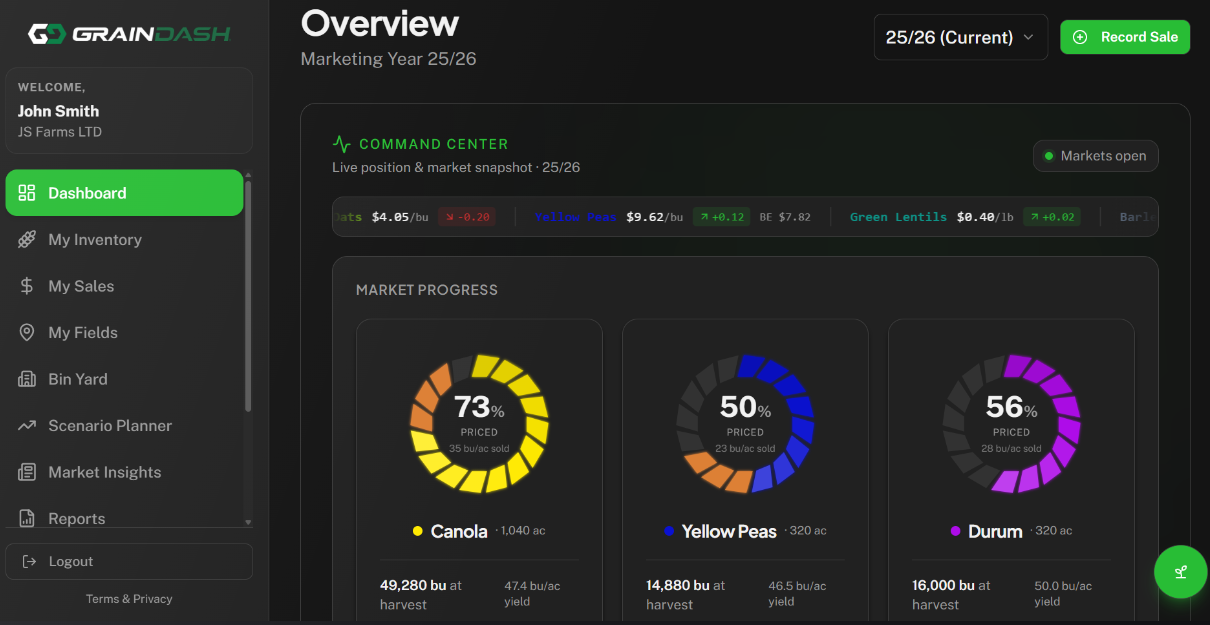 GRAINDASH
WELCOME,
John Smith
JS Farms LTD
Dashboard
My Inventory
My Sales
My Fields
Bin Yard
Scenario Planner
Market Insights
Reports
Logout
Terms & Privacy
Overview
Marketing Year 25/26
25/26 (Current)
Record Sale
COMMAND CENTER
Live position & market snapshot · 25/26
Markets open
Oats $4.05/bu -0.20 Yellow Peas $9.62/bu +0.12 BE $7.82 Green Lentils $0.40/lb +0.02
MARKET PROGRESS
73%
PRICED
35 bu/ac sold
Canola · 1,040 ac
49,280 bu at harvest
47.4 bu/ac yield
50%
PRICED
23 bu/ac sold
Yellow Peas · 320 ac
14,880 bu at harvest
46.5 bu/ac yield
56%
PRICED
28 bu/ac sold
Durum · 320 ac
16,000 bu at harvest
50.0 bu/ac yield